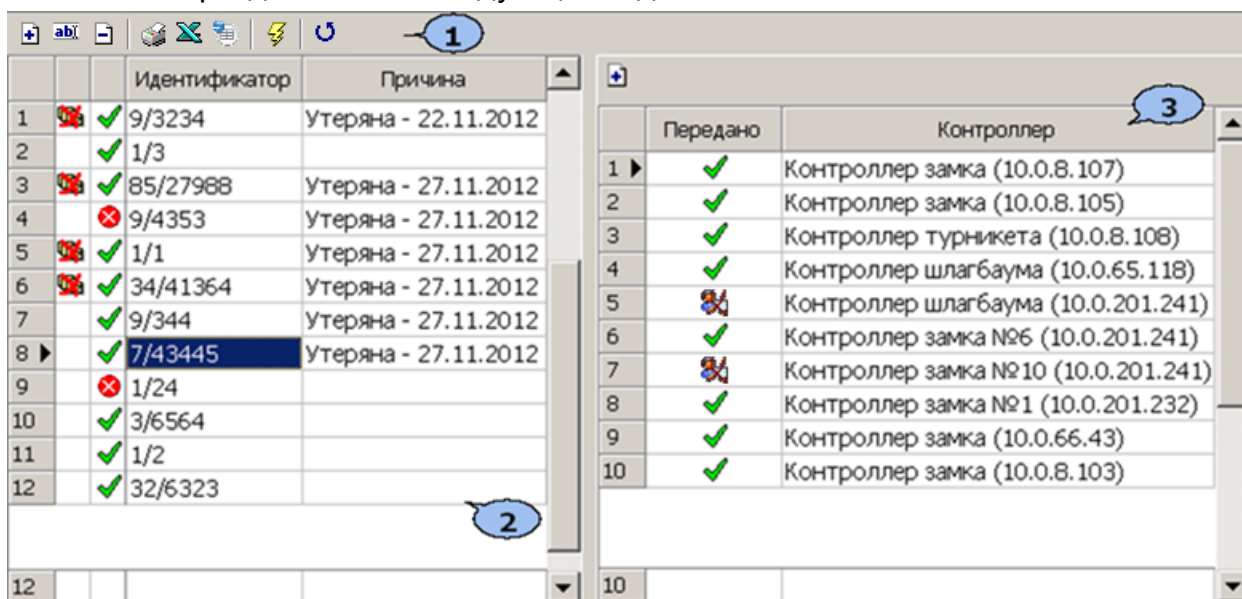 ab
1
Идентификатор Причина
1 9/3234 Утеряна - 22.11.2012
2 1/3
3 85/27988 Утеряна - 27.11.2012
4 9/4353 Утеряна - 27.11.2012
5 1/1 Утеряна - 27.11.2012
6 34/41364 Утеряна - 27.11.2012
7 9/344 Утеряна - 27.11.2012
8 7/43445 Утеряна - 27.11.2012
9 1/24
10 3/6564
11 1/2
12 32/6323
2
12
3
Передано Контроллер
1 Контроллер замка (10.0.8.107)
2 Контроллер замка (10.0.8.105)
3 Контроллер турникета (10.0.8.108)
4 Контроллер шлагбаума (10.0.65.118)
5 Контроллер шлагбаума (10.0.201.241)
6 Контроллер замка №6 (10.0.201.241)
7 Контроллер замка №10 (10.0.201.241)
8 Контроллер замка №1 (10.0.201.232)
9 Контроллер замка (10.0.66.43)
10 Контроллер замка (10.0.8.103)
10